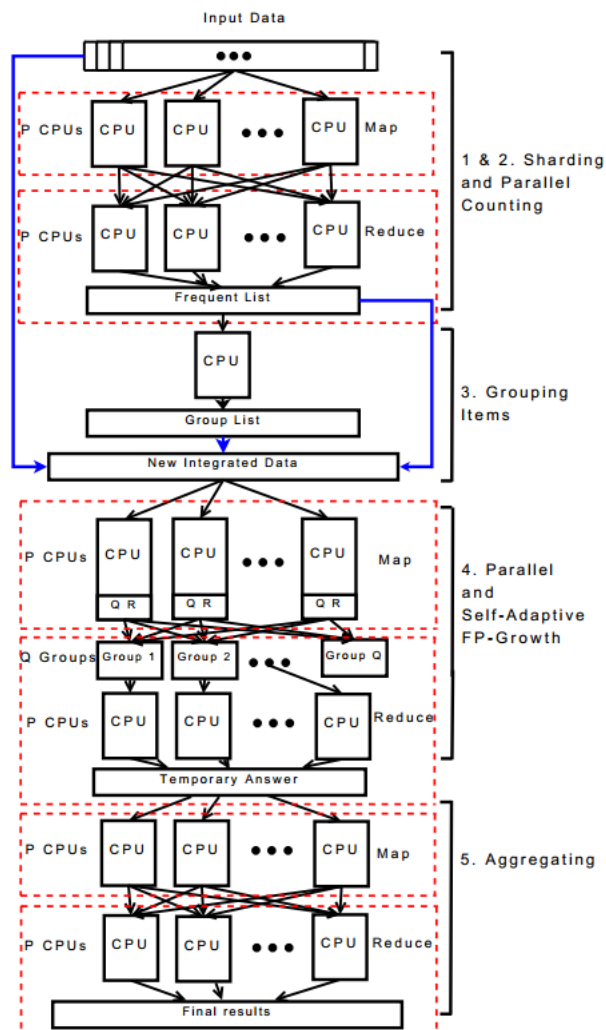 Input Data
P CPUs CPU CPU CPU Map
1 & 2. Sharding
and Parallel
Counting
P CPUs CPU CPU CPU Reduce
Frequent List
CPU
3. Grouping
Items
Group List
New Integrated Data
P CPUs CPU CPU CPU Map
QR QR QR
4. Parallel
and
Self-Adaptive
FP-Growth
Q Groups Group 1 Group 2 Group Q
P CPUs CPU CPU CPU Reduce
Temporary Answer
P CPUs CPU CPU CPU Map
5. Aggregating
P CPUs CPU CPU CPU Reduce
Final results